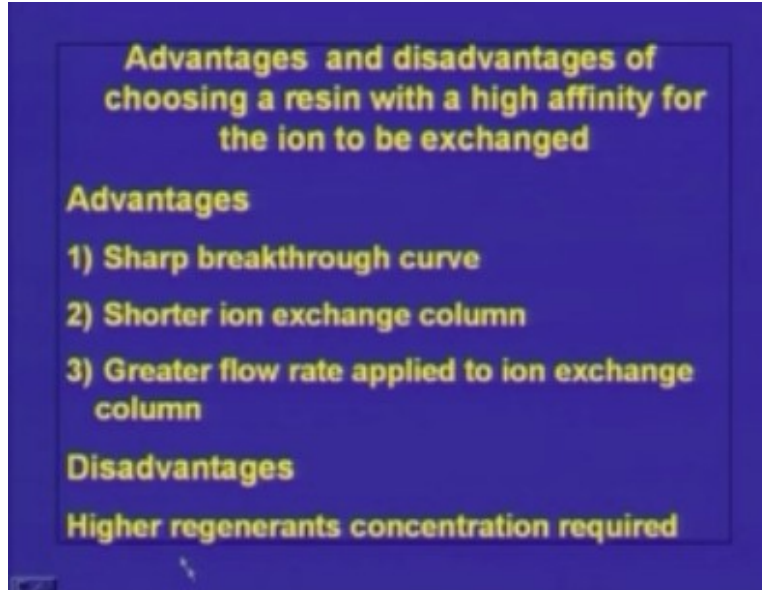 Advantages and disadvantages of
choosing a resin with a high affinity for
the ion to be exchanged
Advantages
1) Sharp breakthrough curve
2) Shorter ion exchange column
3) Greater flow rate applied to ion exchange
column
Disadvantages
Higher regenerants concentration required